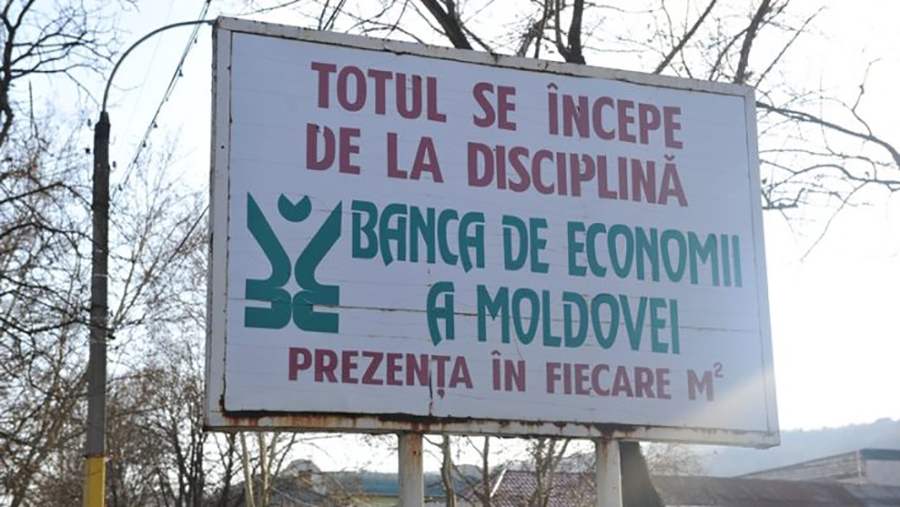 TOTUL SE ÎNCEPE
DE LA DISCIPLINĂ
BANCA DE ECONOMII
A MOLDOVEI
PREZENȚA ÎN FIECARE M²